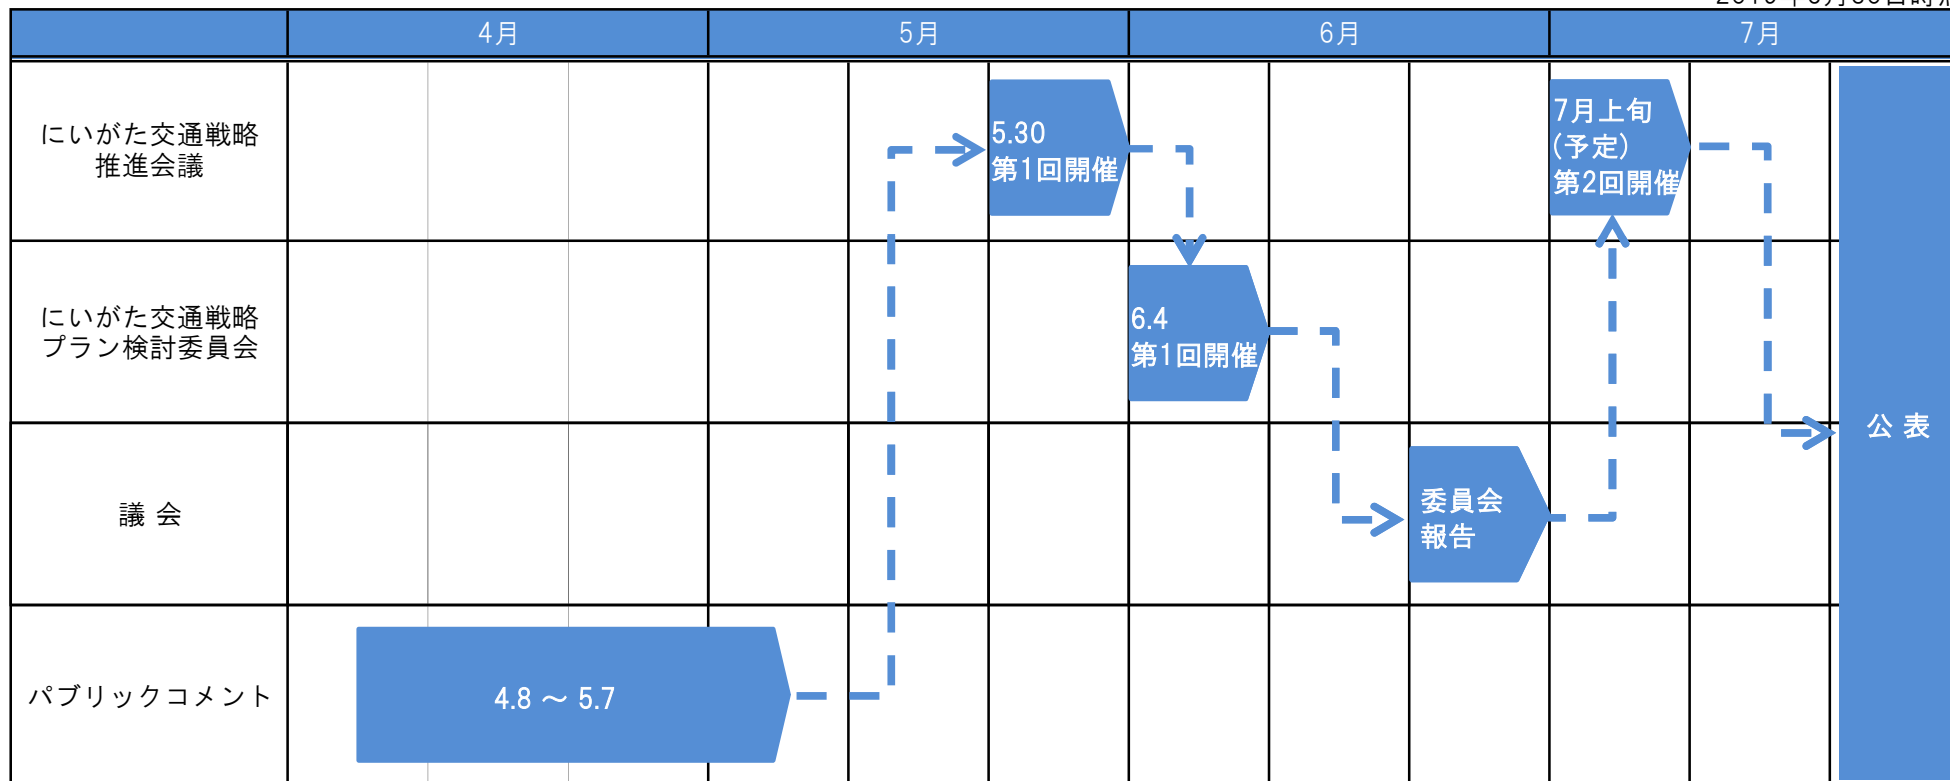 4月 5月 6月 7月
にいがた交通戦略
推進会議
5.30
第1回開催
7月上旬
(予定)
第2回開催
にいがた交通戦略
プラン検討委員会
6.4
第1回開催
公 表
議 会
委員会
報告
パブリックコメント
4.8 ～ 5.7